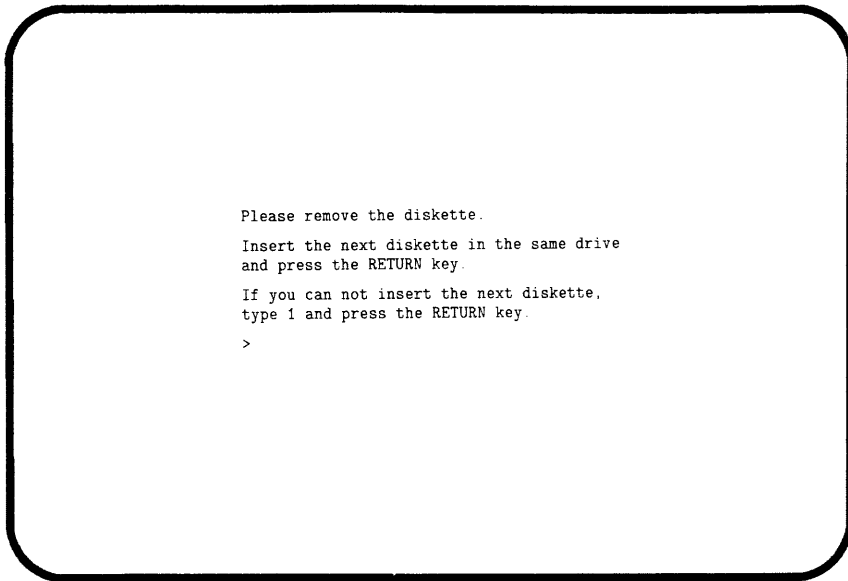 Please remove the diskette.
Insert the next diskette in the same drive
and press the RETURN key.
If you can not insert the next diskette,
type 1 and press the RETURN key.
>